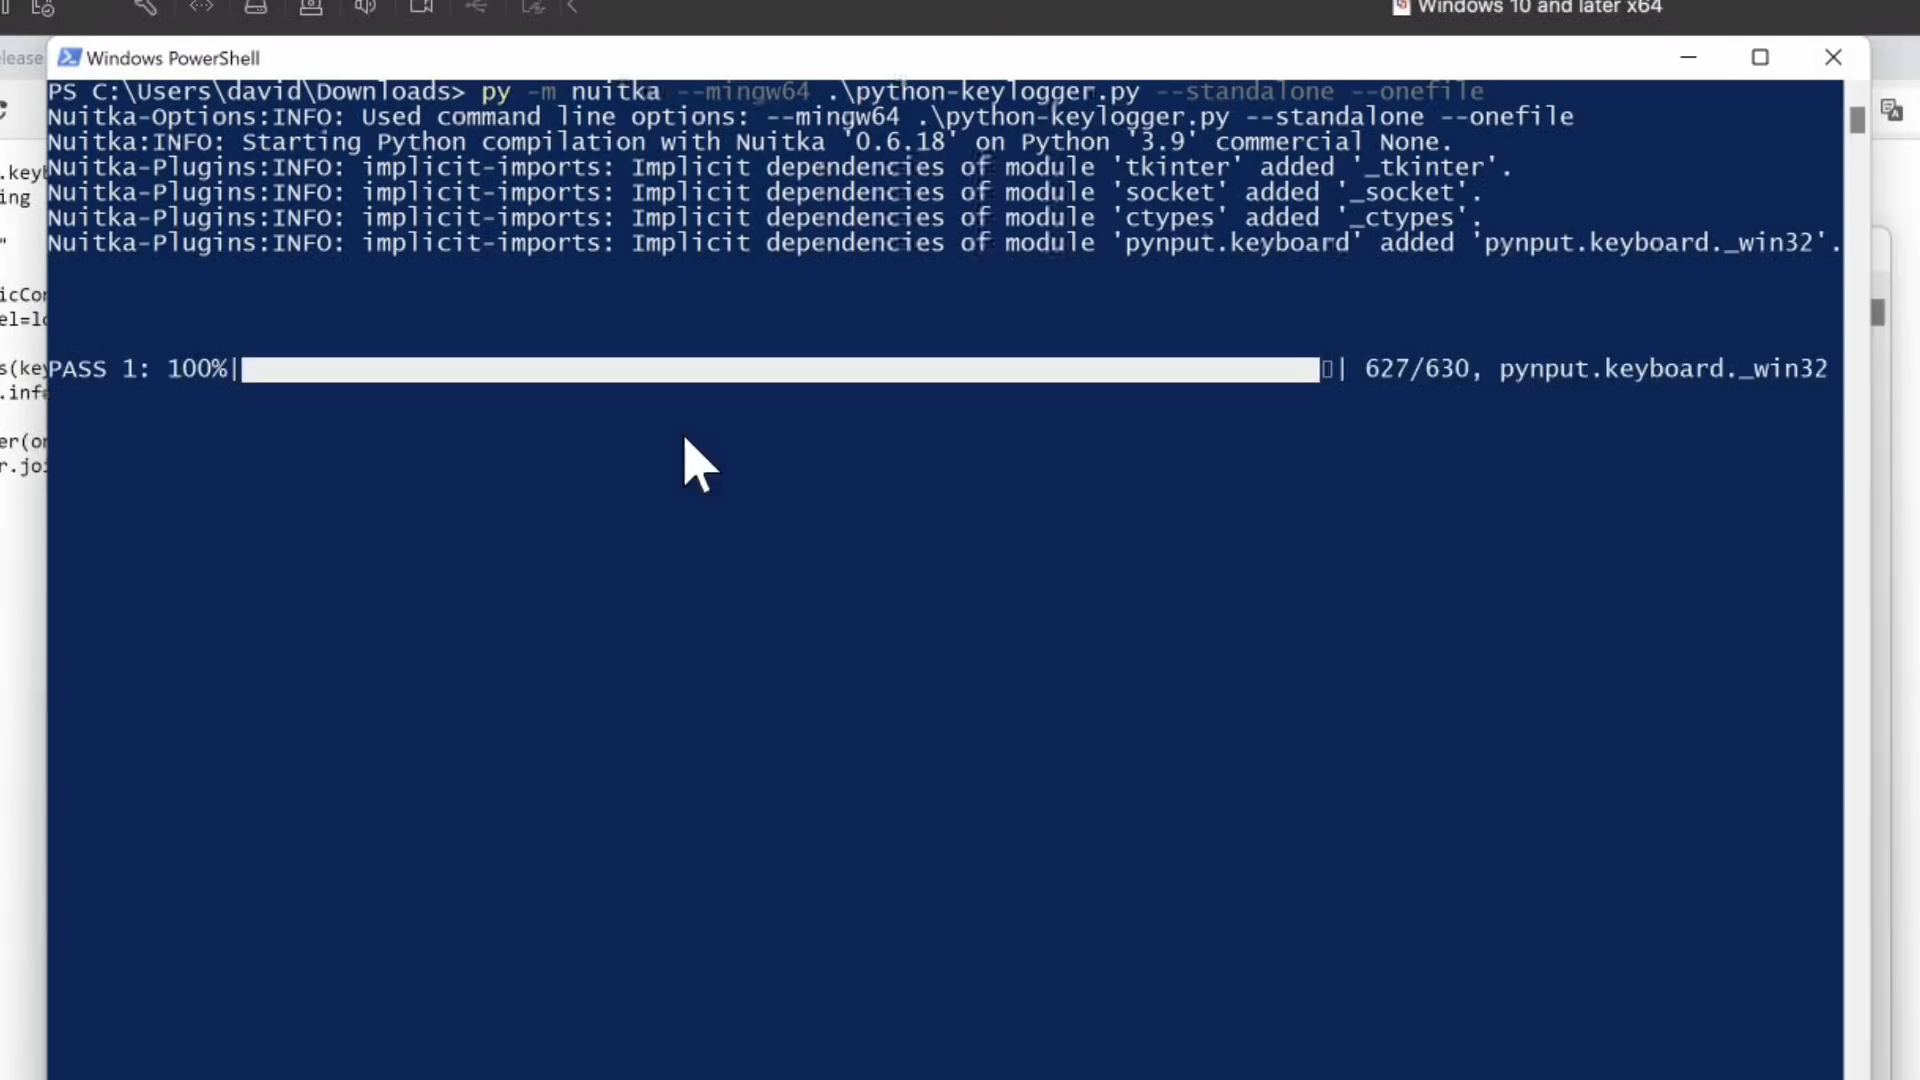 Windows 10 and later x64
Windows PowerShell
PS C:\Users\david\Downloads> py -m nuitka --mingw64 .\python-keylogger.py --standalone --onefile
Nuitka-Options:INFO: Used command line options: --mingw64 .\python-keylogger.py --standalone --onefile
Nuitka:INFO: Starting Python compilation with Nuitka '0.6.18' on Python '3.9' commercial None.
Nuitka-Plugins:INFO: implicit-imports: Implicit dependencies of module 'tkinter' added '_tkinter'.
Nuitka-Plugins:INFO: implicit-imports: Implicit dependencies of module 'socket' added '_socket'.
Nuitka-Plugins:INFO: implicit-imports: Implicit dependencies of module 'ctypes' added '_ctypes'.
Nuitka-Plugins:INFO: implicit-imports: Implicit dependencies of module 'pynput.keyboard' added 'pynput.keyboard._win32'.
PASS 1: 100%| | 627/630, pynput.keyboard._win32